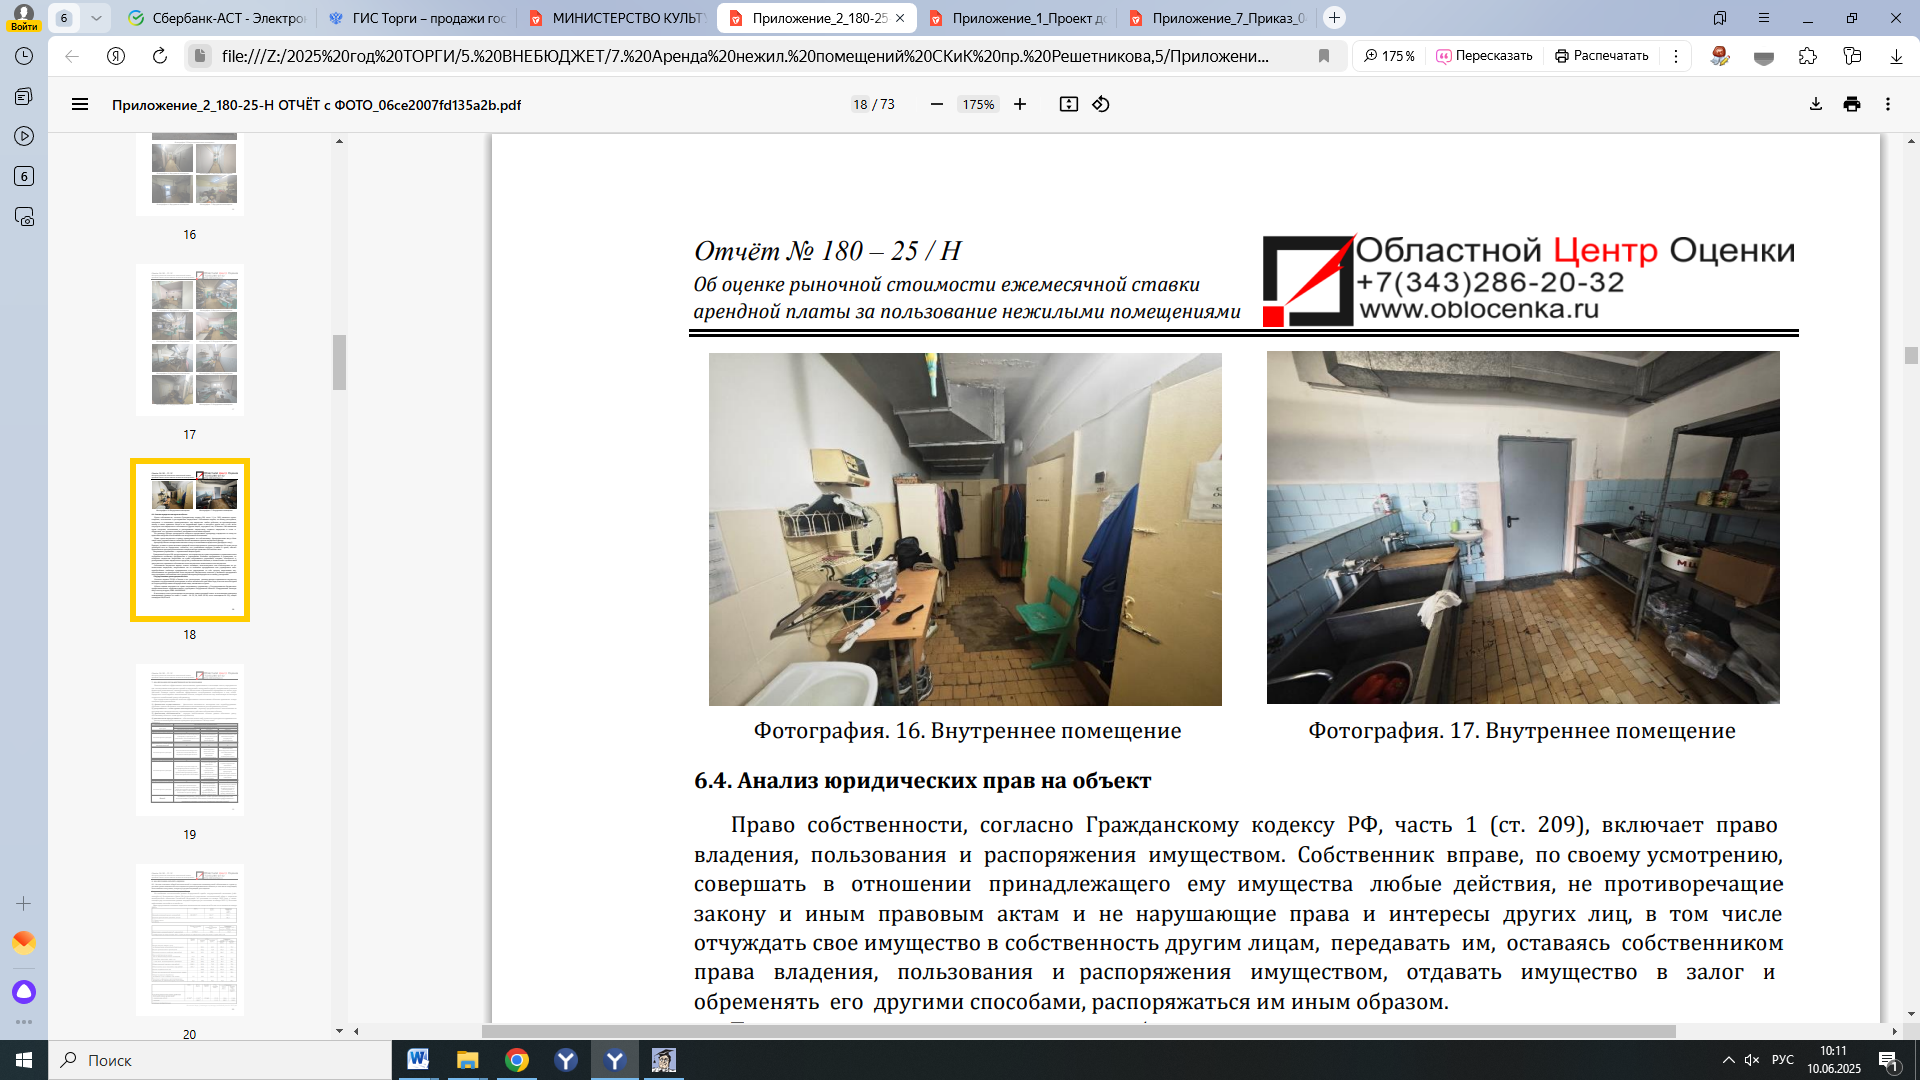 Войти
6
Сбербанк-АСТ - Электрон
ГИС Торги – продажи гос
МИНИСТЕРСТВО КУЛЬТУ
Приложение_2_180-25-
Приложение_1_Проект до
Приложение_7_Приказ_0
file:///Z:/2025%20год%20ТОРГИ/5.%20ВНЕБЮДЖЕТ/7.%20Аренда%20нежил.%20помещений%20СКиК%20пр.%20Решетникова,5/Приложени...
175 %
Пересказать
Распечатать
6
Приложение_2_180-25-Н ОТЧЁТ с ФОТО_06ce2007fd135a2b.pdf
18 / 73
175%
16
17
18
19
20
Отчёт № 180 – 25 / Н
Об оценке рыночной стоимости ежемесячной ставки
арендной платы за пользование нежилыми помещениями
Областной Центр Оценки
+7(343)286-20-32
www.oblocenka.ru
Фотография. 16. Внутреннее помещение
Фотография. 17. Внутреннее помещение
6.4. Анализ юридических прав на объект
Право собственности, согласно Гражданскому кодексу РФ, часть 1 (ст. 209), включает право
владения, пользования и распоряжения имуществом. Собственник вправе, по своему усмотрению,
совершать в отношении принадлежащего ему имущества любые действия, не противоречащие
закону и иным правовым актам и не нарушающие права и интересы других лиц, в том числе
отчуждать свое имущество в собственность другим лицам, передавать им, оставаясь собственником
права владения, пользования и распоряжения имуществом, отдавать имущество в залог и
обременять его другими способами, распоряжаться им иным образом.
Поиск
РУС
10:11
10.06.2025
1